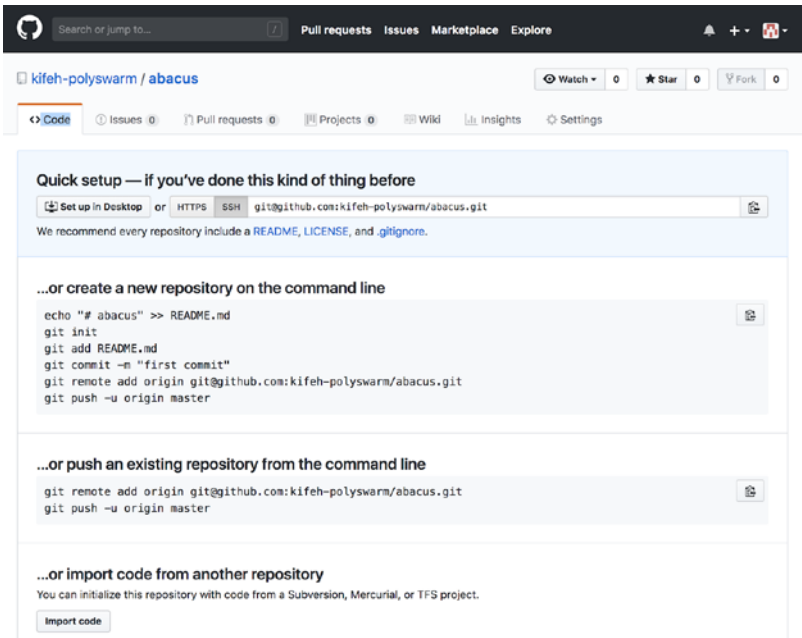 Search or jump to... / Pull requests Issues Marketplace Explore
kifeh-polyswarm / abacus Watch 0 Star 0 Fork 0
Code Issues 0 Pull requests 0 Projects 0 Wiki Insights Settings
Quick setup — if you've done this kind of thing before
Set up in Desktop or HTTPS SSH git@github.com:kifeh-polyswarm/abacus.git
We recommend every repository include a README, LICENSE, and .gitignore.
...or create a new repository on the command line
echo "# abacus" >> README.md
git init
git add README.md
git commit -m "first commit"
git remote add origin git@github.com:kifeh-polyswarm/abacus.git
git push -u origin master
...or push an existing repository from the command line
git remote add origin git@github.com:kifeh-polyswarm/abacus.git
git push -u origin master
...or import code from another repository
You can initialize this repository with code from a Subversion, Mercurial, or TFS project.
Import code